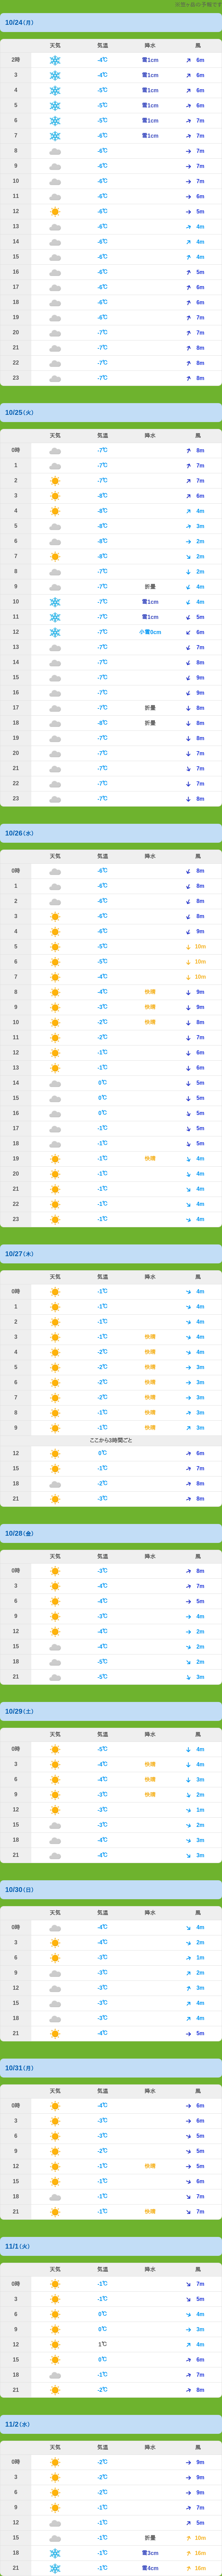 の予報です
10/24(月)
天気 気温 降水 風
2時 -4℃ 雪1cm 6m
3 -4℃ 雪1cm 6m
4 -5℃ 雪1cm 6m
5 -5℃ 雪1cm 6m
6 -5℃ 雪1cm 7m
7 -6℃ 雪1cm 7m
8 -6℃ 7m
9 -6℃ 7m
10 -6℃ 7m
11 -6℃ 6m
12 -6℃ 5m
13 -6℃ 4m
14 -6℃ 4m
15 -6℃ 4m
16 -6℃ 5m
17 -6℃ 6m
18 -6℃ 6m
19 -6℃ 7m
20 -7℃ 7m
21 -7℃ 8m
22 -7℃ 8m
23 -7℃ 8m
10/25(火)
天気 気温 降水 風
0時 -7℃ 8m
1 -7℃ 7m
2 -7℃ 7m
3 -8℃ 6m
4 -8℃ 4m
5 -8℃ 3m
6 -8℃ 2m
7 -8℃ 2m
8 -7℃ 2m
9 -7℃ 折曇 4m
10 -7℃ 雪1cm 4m
11 -7℃ 雪1cm 5m
12 -7℃ 小雪0cm 6m
13 -7℃ 7m
14 -7℃ 8m
15 -7℃ 9m
16 -7℃ 9m
17 -7℃ 折曇 8m
18 -8℃ 折曇 8m
19 -7℃ 8m
20 -7℃ 7m
21 -7℃ 7m
22 -7℃ 7m
23 -7℃ 8m
10/26(水)
天気 気温 降水 風
0時 -6℃ 8m
1 -6℃ 8m
2 -6℃ 8m
3 -6℃ 8m
4 -6℃ 9m
5 -5℃ 10m
6 -5℃ 10m
7 -4℃ 10m
8 -4℃ 快晴 9m
9 -3℃ 快晴 9m
10 -2℃ 快晴 8m
11 -2℃ 7m
12 -1℃ 6m
13 -1℃ 6m
14 0℃ 5m
15 0℃ 5m
16 0℃ 5m
17 -1℃ 5m
18 -1℃ 5m
19 -1℃ 快晴 4m
20 -1℃ 4m
21 -1℃ 4m
22 -1℃ 4m
23 -1℃ 4m
10/27(木)
天気 気温 降水 風
0時 -1℃ 4m
1 -1℃ 4m
2 -1℃ 4m
3 -1℃ 快晴 4m
4 -2℃ 快晴 4m
5 -2℃ 快晴 3m
6 -2℃ 快晴 3m
7 -2℃ 快晴 3m
8 -1℃ 快晴 3m
9 -1℃ 快晴 3m
ここから3時間ごと
12 0℃ 6m
15 -1℃ 7m
18 -2℃ 8m
21 -3℃ 8m
10/28(金)
天気 気温 降水 風
0時 -3℃ 8m
3 -4℃ 7m
6 -4℃ 5m
9 -3℃ 4m
12 -4℃ 2m
15 -4℃ 2m
18 -5℃ 2m
21 -5℃ 3m
10/29(土)
天気 気温 降水 風
0時 -5℃ 4m
3 -4℃ 快晴 4m
6 -4℃ 快晴 3m
9 -3℃ 快晴 2m
12 -3℃ 1m
15 -3℃ 2m
18 -4℃ 3m
21 -4℃ 3m
10/30(日)
天気 気温 降水 風
0時 -4℃ 4m
3 -4℃ 2m
6 -3℃ 1m
9 -3℃ 2m
12 -3℃ 3m
15 -3℃ 4m
18 -3℃ 4m
21 -4℃ 5m
10/31(月)
天気 気温 降水 風
0時 -4℃ 6m
3 -3℃ 6m
6 -3℃ 5m
9 -2℃ 5m
12 -1℃ 快晴 5m
15 -1℃ 6m
18 -1℃ 7m
21 -1℃ 快晴 7m
11/1(火)
天気 気温 降水 風
0時 -1℃ 7m
3 -1℃ 5m
6 0℃ 4m
9 0℃ 3m
12 1℃ 4m
15 0℃ 6m
18 -1℃ 7m
21 -2℃ 8m
11/2(水)
天気 気温 降水 風
0時 -2℃ 9m
3 -2℃ 9m
6 -2℃ 9m
9 -1℃ 7m
12 -1℃ 5m
15 -1℃ 折曇 10m
18 -1℃ 雪3cm 16m
21 -1℃ 雪4cm 16m